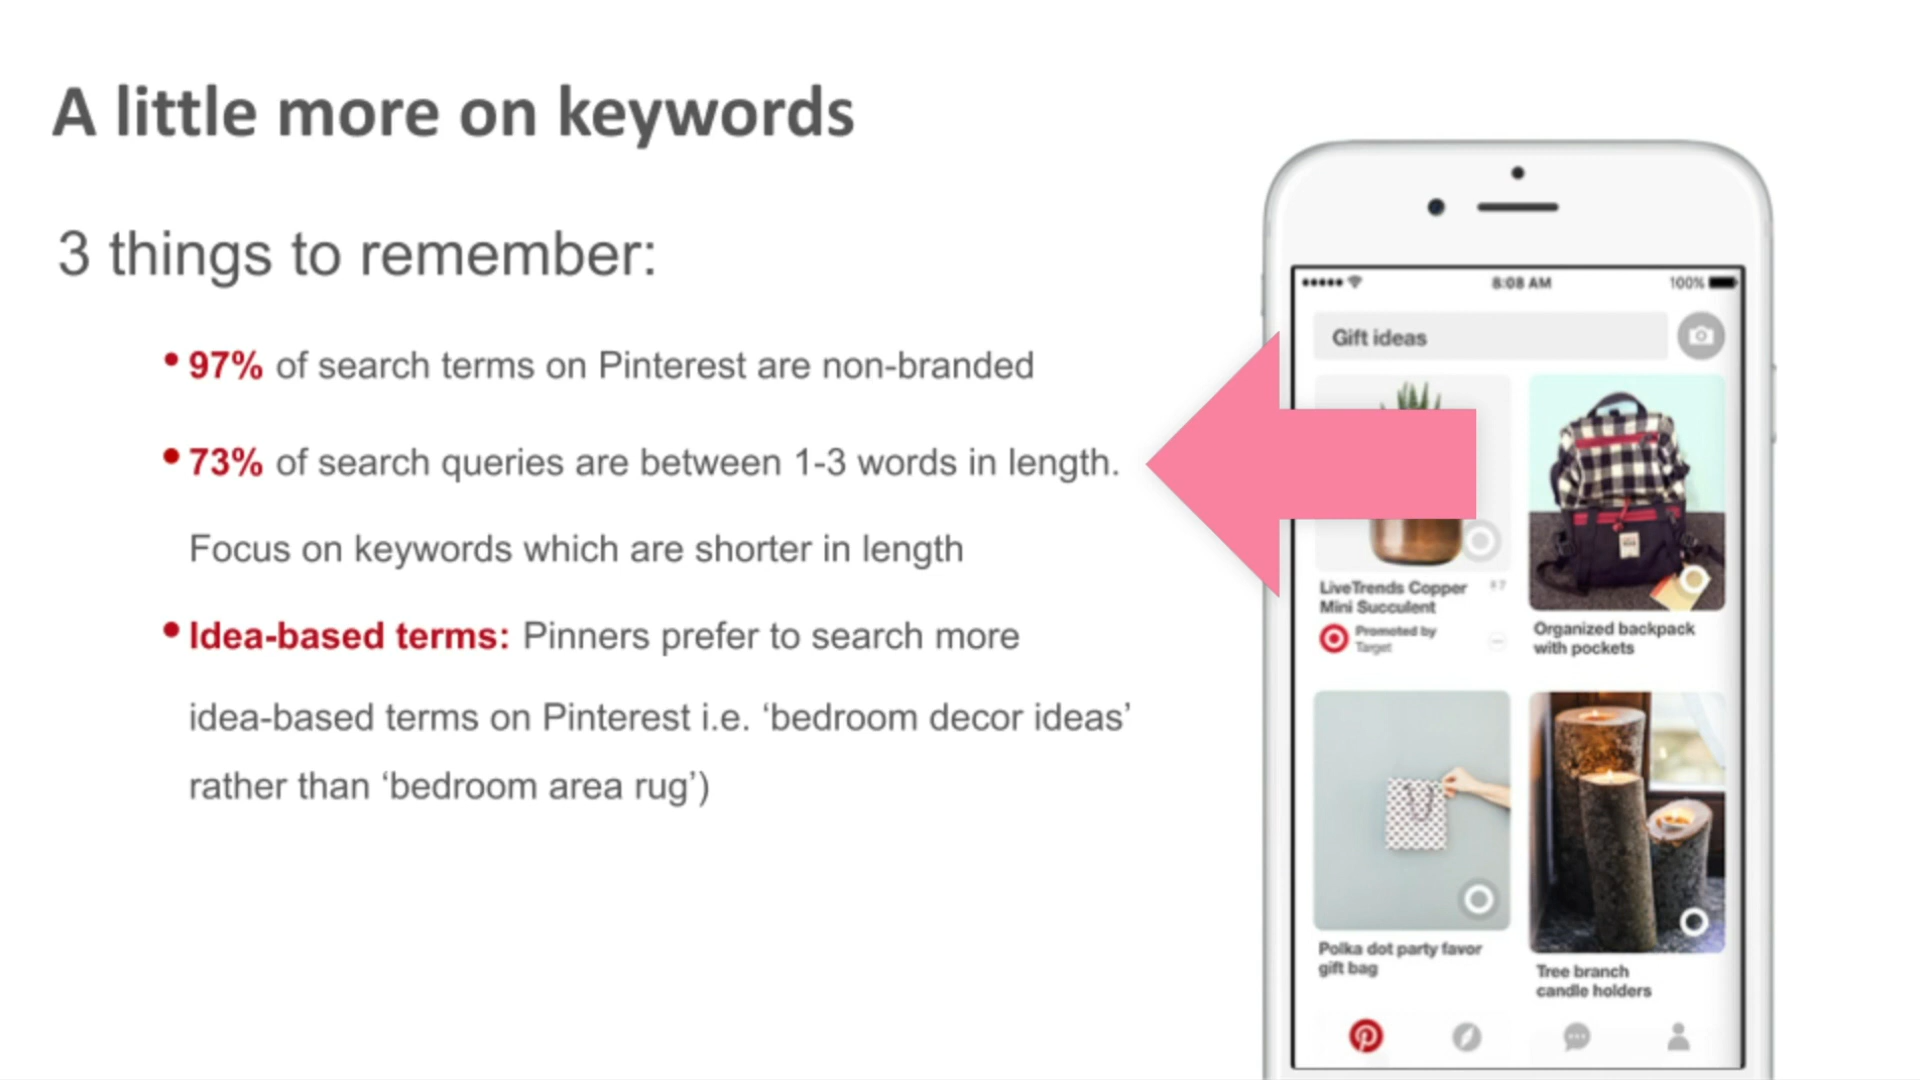 A little more on keywords
3 things to remember:
• 97% of search terms on Pinterest are non-branded
• 73% of search queries are between 1-3 words in length.
Focus on keywords which are shorter in length
• Idea-based terms: Pinners prefer to search more
idea-based terms on Pinterest i.e. ‘bedroom decor ideas’
rather than ‘bedroom area rug’)
8:08 AM
100%
Gift ideas
LiveTrends Copper
Mini Succulent
Promoted by
Target
Organized backpack
with pockets
Polka dot party favor
gift bag
Tree branch
candle holders